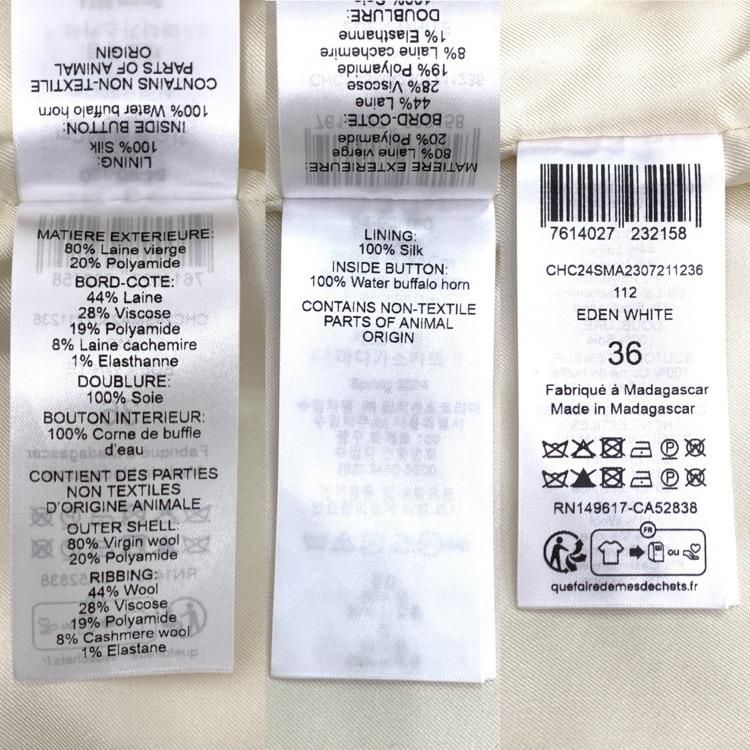 LINING:
100% Silk
INSIDE BUTTON:
100% Water buffalo horn
CONTAINS NON-TEXTILE
PARTS OF ANIMAL
ORIGIN
MATIERE EXTERIEURE:
80% Laine vierge
20% Polyamide
BORD-COTE:
44% Laine
28% Viscose
19% Polyamide
8% Laine cachemire
1% Elasthanne
DOUBLURE:
100% Soie
BOUTON INTERIEUR:
100% Corne de buffle
d'eau
CONTIENT DES PARTIES
NON TEXTILES
D'ORIGINE ANIMALE
OUTER SHELL:
80% Virgin wool
20% Polyamide
RIBBING:
44% Wool
28% Viscose
19% Polyamide
8% Cashmere wool
1% Elastane
MATIERE EXTERIEURE:
80% Laine vierge
20% Polyamide
BORD-COTE:
44% Laine
28% Viscose
19% Polyamide
8% Laine cachemire
1% Elasthanne
DOUBLURE:
100% Soie
LINING:
100% Silk
INSIDE BUTTON:
100% Water buffalo horn
CONTAINS NON-TEXTILE
PARTS OF ANIMAL
ORIGIN
7614027 232158
CHC24SMA2307211236
112
EDEN WHITE
36
Fabriqué à Madagascar
Made in Madagascar
RN149617-CA52838
FR
OU
quefairedemesdechets.fr